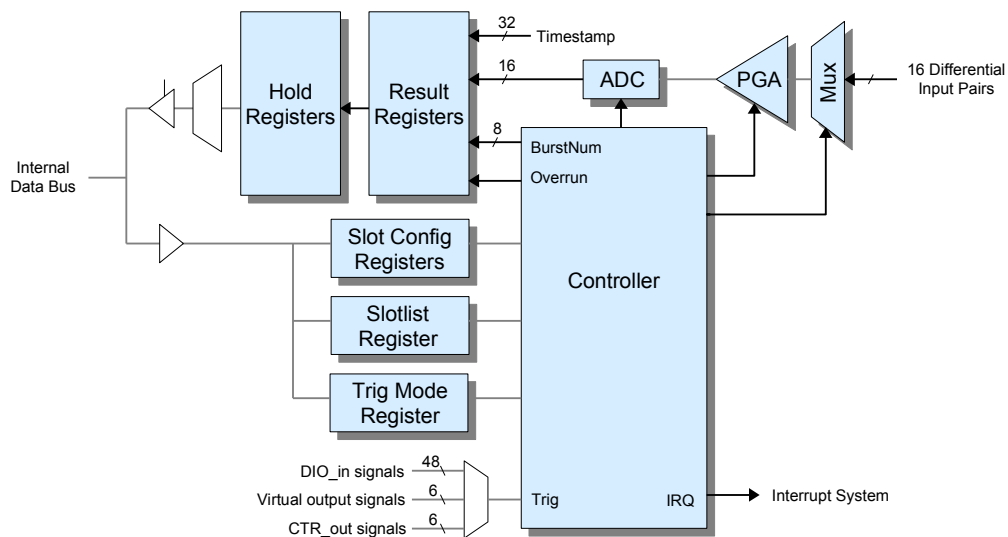 32
Timestamp
16
ADC
PGA
Mux
16 Differential
Input Pairs
Hold
Registers
Result
Registers
8
BurstNum
Overrun
Internal
Data Bus
Slot Config
Registers
Controller
Slotlist
Register
Trig Mode
Register
DIO_in signals
48
Virtual output signals
6
CTR_out signals
6
Trig
IRQ
Interrupt System